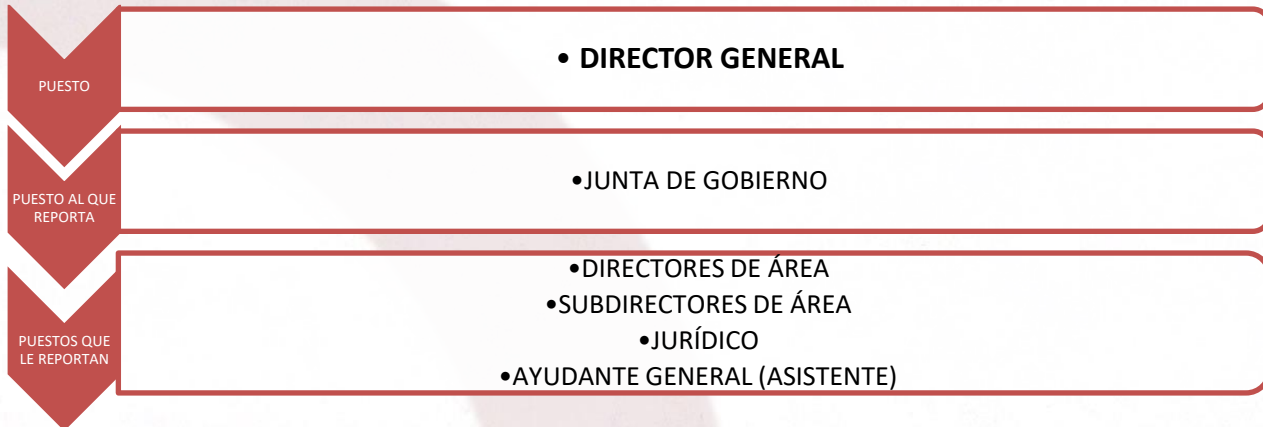 PUESTO
• DIRECTOR GENERAL
PUESTO AL QUE
REPORTA
•JUNTA DE GOBIERNO
PUESTOS QUE
LE REPORTAN
•DIRECTORES DE ÁREA
•SUBDIRECTORES DE ÁREA
•JURÍDICO
•AYUDANTE GENERAL (ASISTENTE)